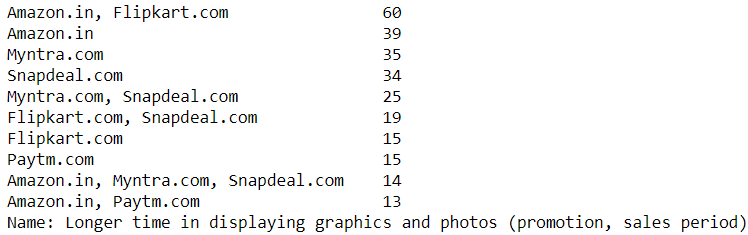 Amazon.in, Flipkart.com 60
Amazon.in 39
Myntra.com 35
Snapdeal.com 34
Myntra.com, Snapdeal.com 25
Flipkart.com, Snapdeal.com 19
Flipkart.com 15
Paytm.com 15
Amazon.in, Myntra.com, Snapdeal.com 14
Amazon.in, Paytm.com 13
Name: Longer time in displaying graphics and photos (promotion, sales period)